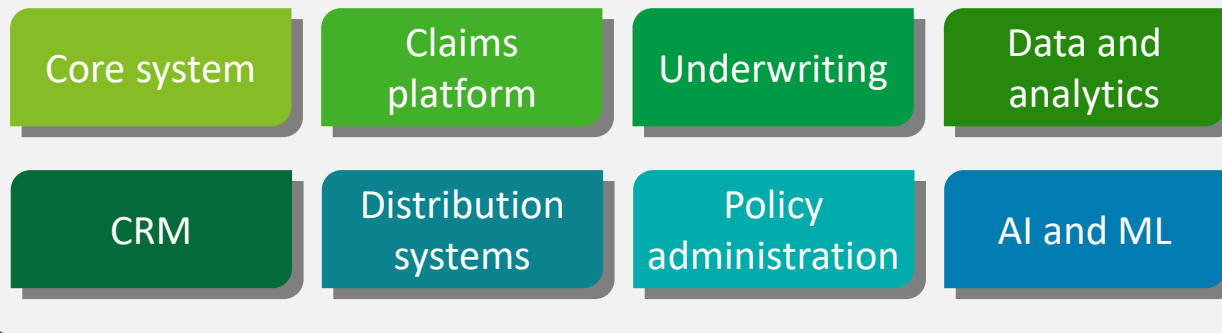 Core system
Claims
platform
Underwriting
Data and
analytics
CRM
Distribution
systems
Policy
administration
AI and ML